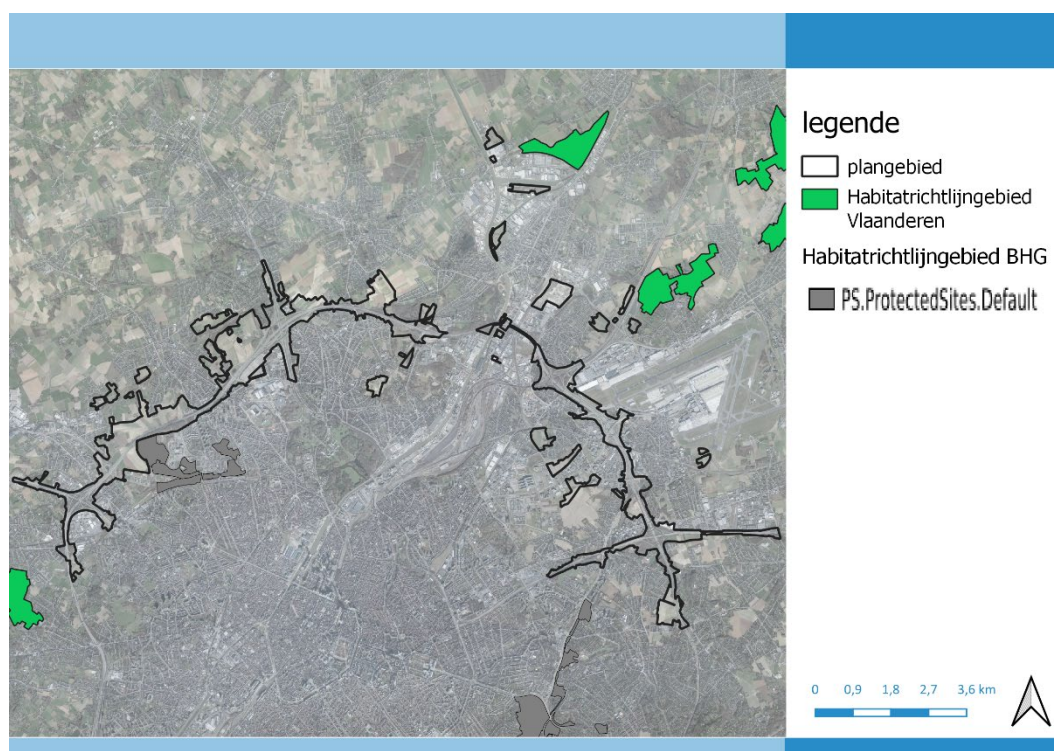 legende
plangebied
Habitatrichtlijngebied
Vlaanderen
Habitatrichtlijngebied BHG
PS.ProtectedSites.Default
0 0,9 1,8 2,7 3,6 km